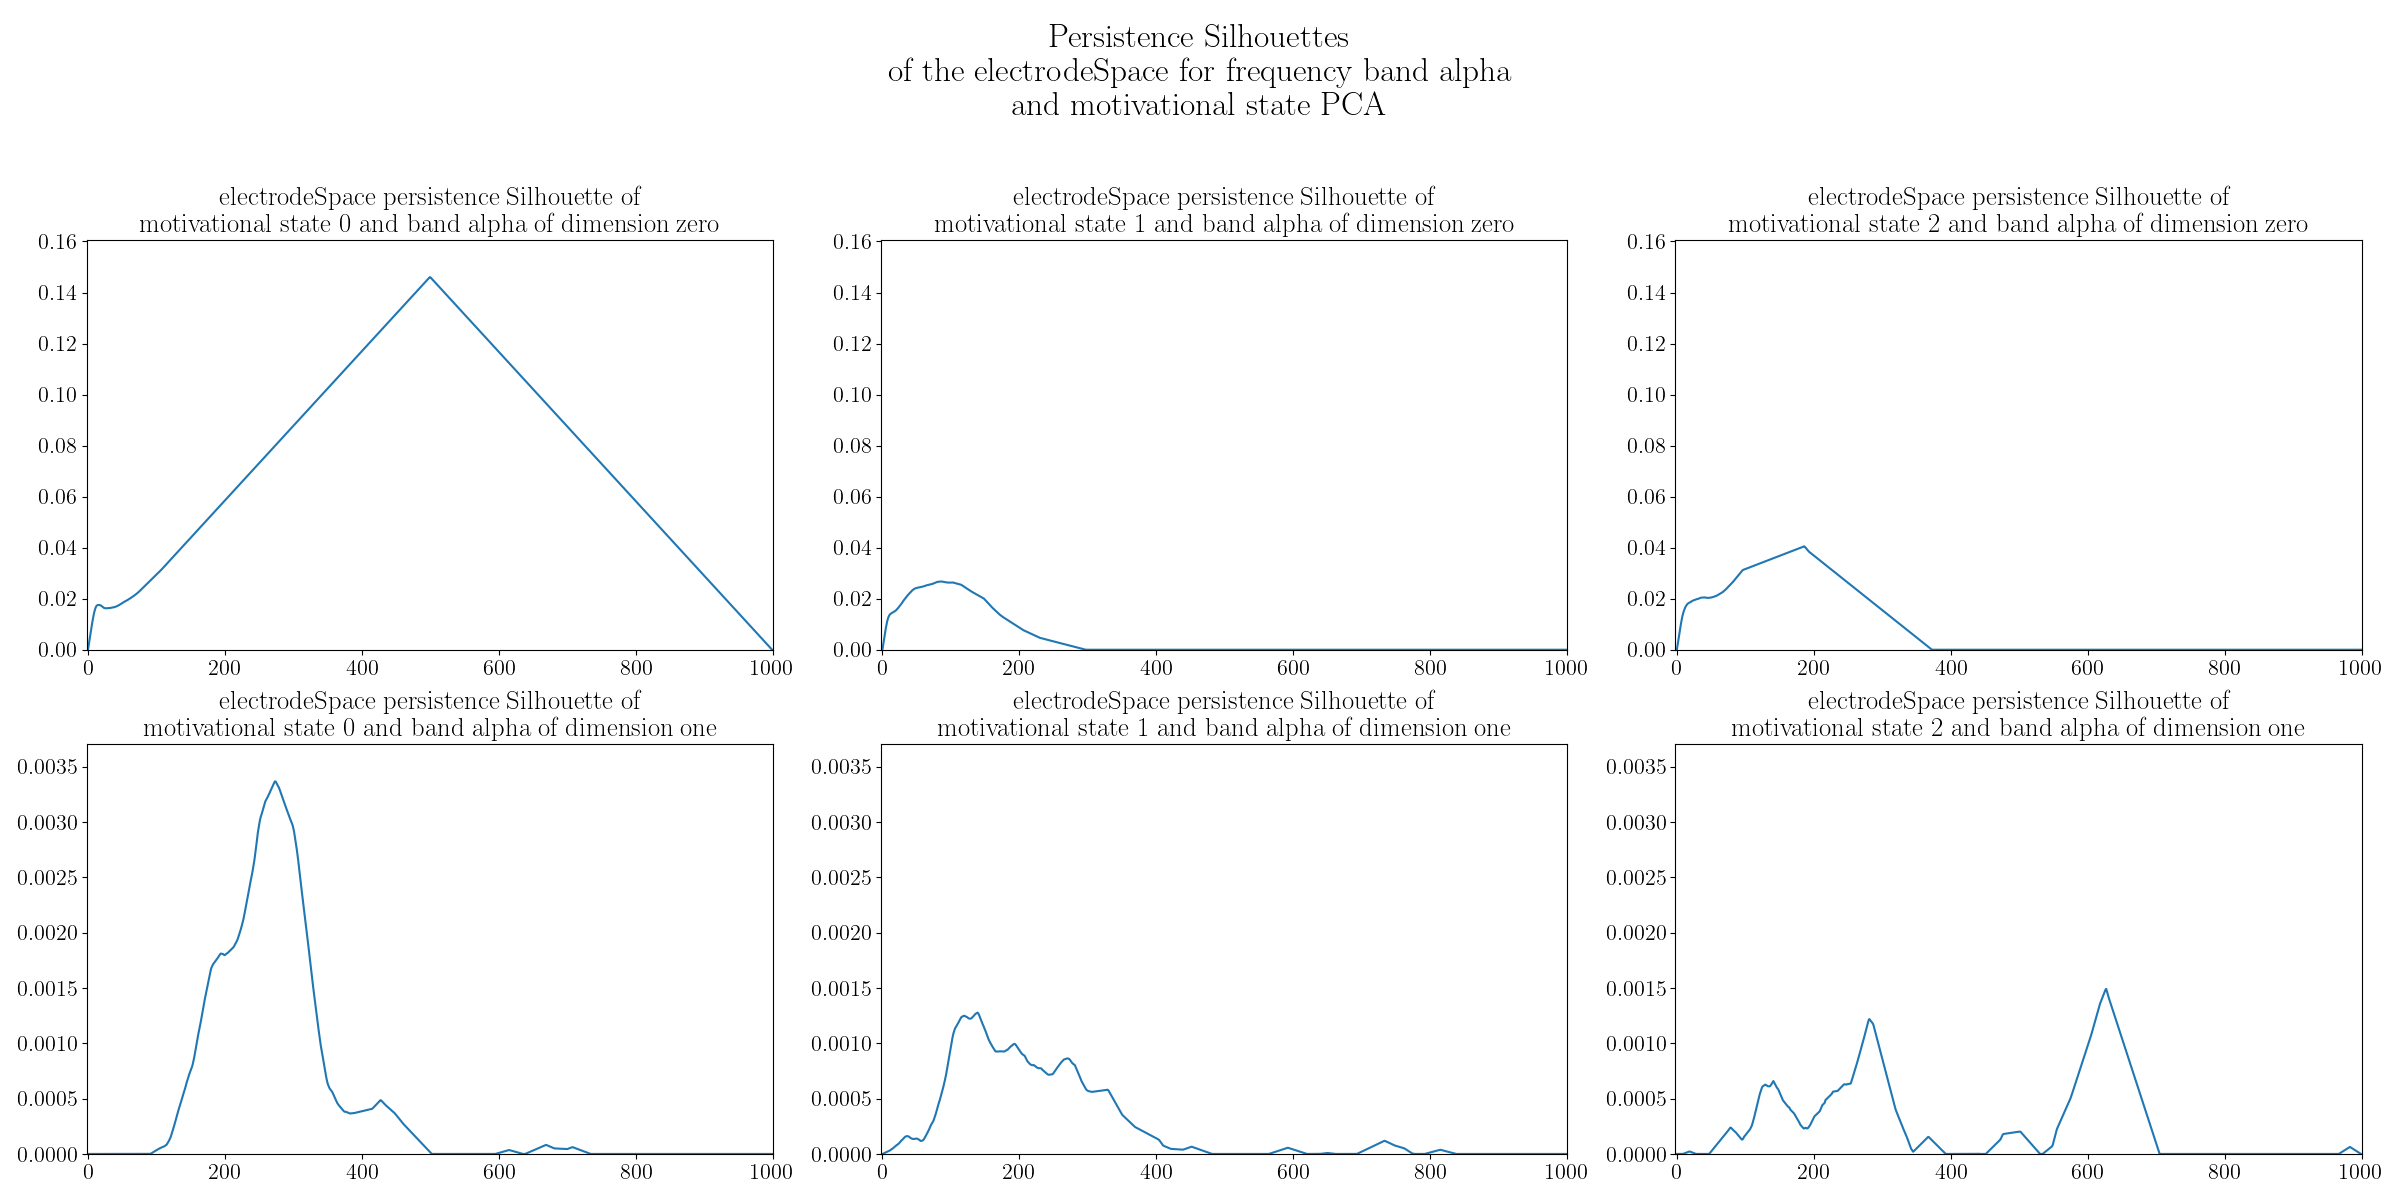 Persistence Silhouettes
of the electrodeSpace for frequency band alpha
and motivational state PCA
electrodeSpace persistence Silhouette of
motivational state 0 and band alpha of dimension zero
0.16
0.14
0.12
0.10
0.08
0.06
0.04
0.02
0.00
0 200 400 600 800 1000
electrodeSpace persistence Silhouette of
motivational state 1 and band alpha of dimension zero
0.16
0.14
0.12
0.10
0.08
0.06
0.04
0.02
0.00
0 200 400 600 800 1000
electrodeSpace persistence Silhouette of
motivational state 2 and band alpha of dimension zero
0.16
0.14
0.12
0.10
0.08
0.06
0.04
0.02
0.00
0 200 400 600 800 1000
electrodeSpace persistence Silhouette of
motivational state 0 and band alpha of dimension one
0.0035
0.0030
0.0025
0.0020
0.0015
0.0010
0.0005
0.0000
0 200 400 600 800 1000
electrodeSpace persistence Silhouette of
motivational state 1 and band alpha of dimension one
0.0035
0.0030
0.0025
0.0020
0.0015
0.0010
0.0005
0.0000
0 200 400 600 800 1000
electrodeSpace persistence Silhouette of
motivational state 2 and band alpha of dimension one
0.0035
0.0030
0.0025
0.0020
0.0015
0.0010
0.0005
0.0000
0 200 400 600 800 1000